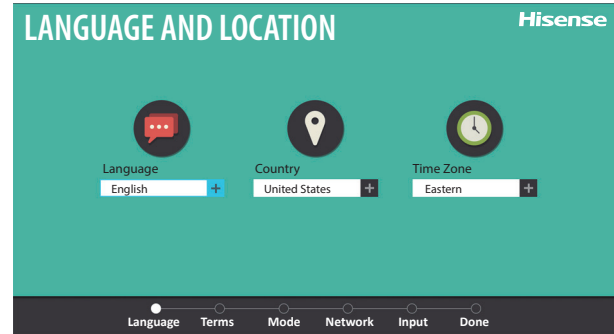 LANGUAGE AND LOCATION
Hisense
Language
Country
Time Zone
English +
United States +
Eastern +
Language Terms Mode Network Input Done